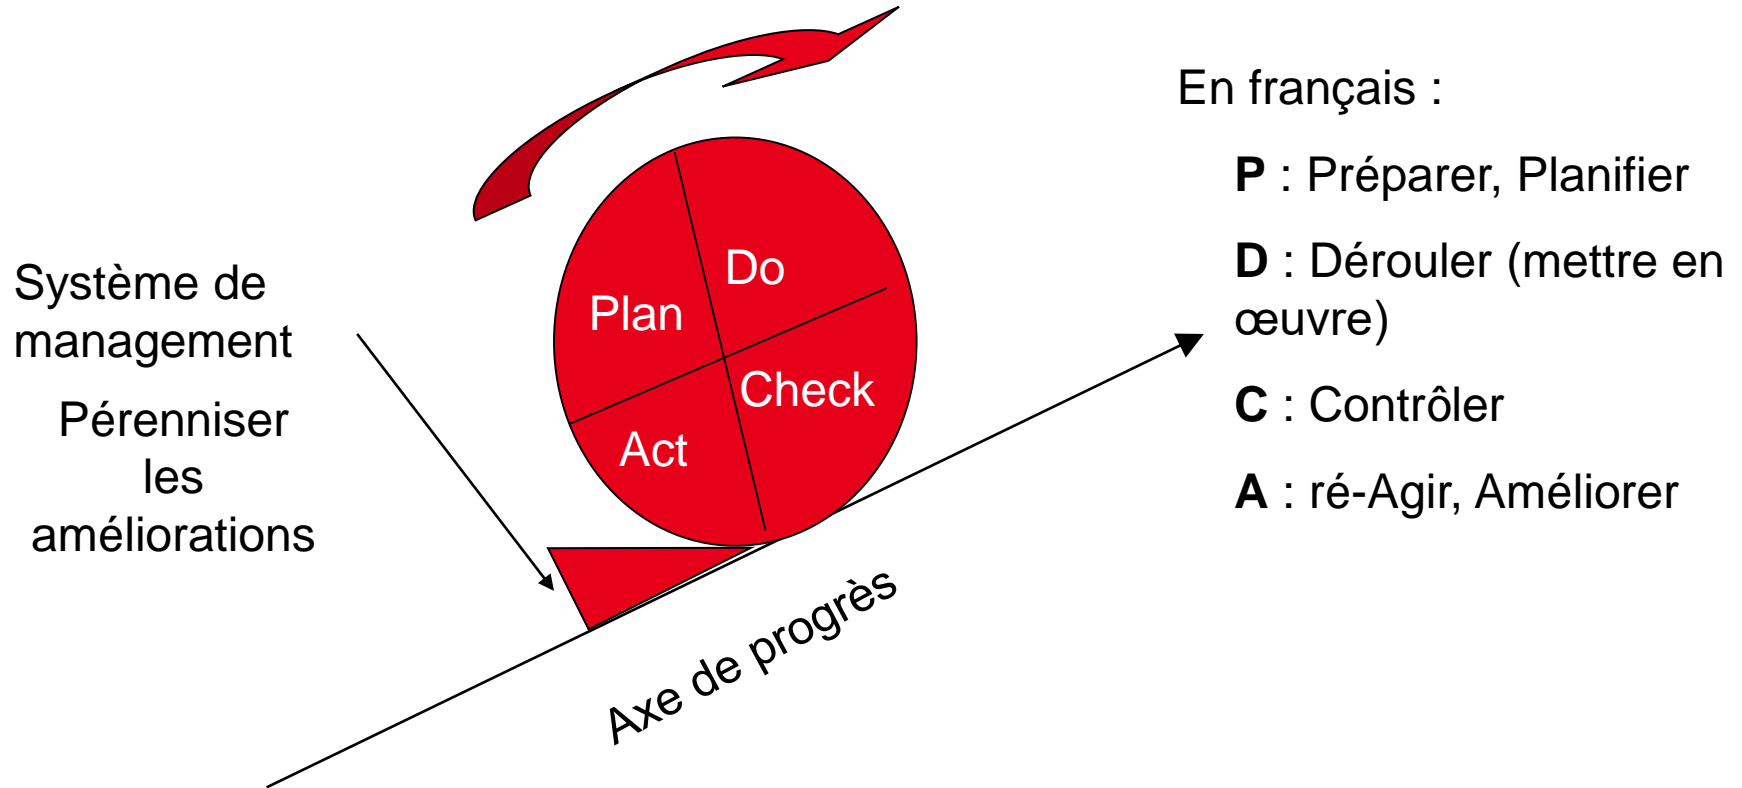 Système de
management
Pérenniser
les
améliorations
Plan
Do
Check
Act
Axe de progrès
En français :
P : Préparer, Planifier
D : Dérouler (mettre en
œuvre)
C : Contrôler
A : ré-Agir, Améliorer